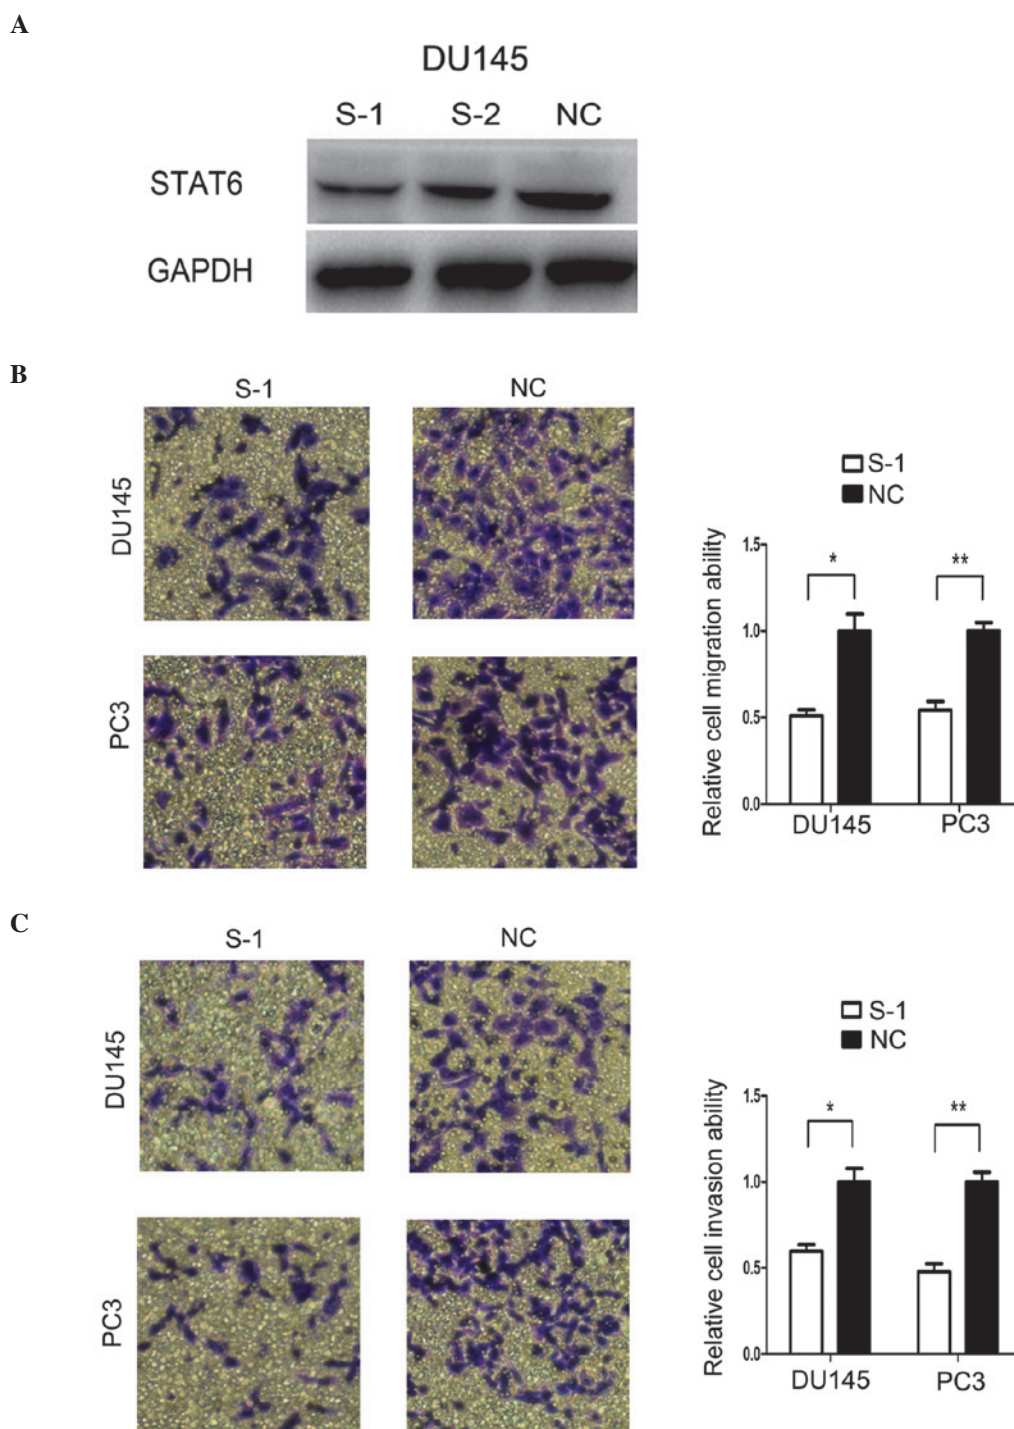 A
DU145
S-1 S-2 NC
STAT6
GAPDH
B
S-1 NC
DU145
PC3
S-1
NC
Relative cell migration ability
1.5
1.0
0.5
0.0
* **
DU145 PC3
C
S-1 NC
DU145
PC3
S-1
NC
Relative cell invasion ability
1.5
1.0
0.5
0.0
* **
DU145 PC3